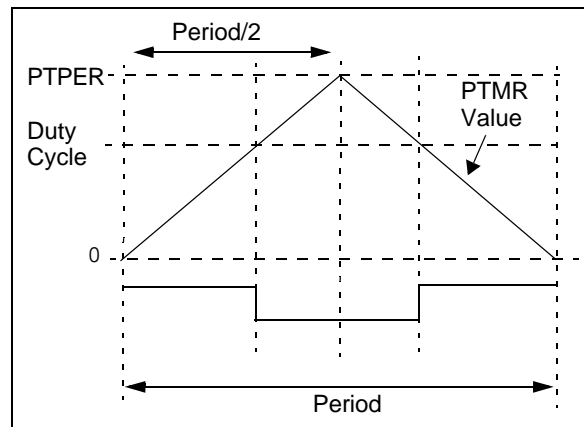 Period/2
PTPER
PTMR
Value
Duty
Cycle
0
Period